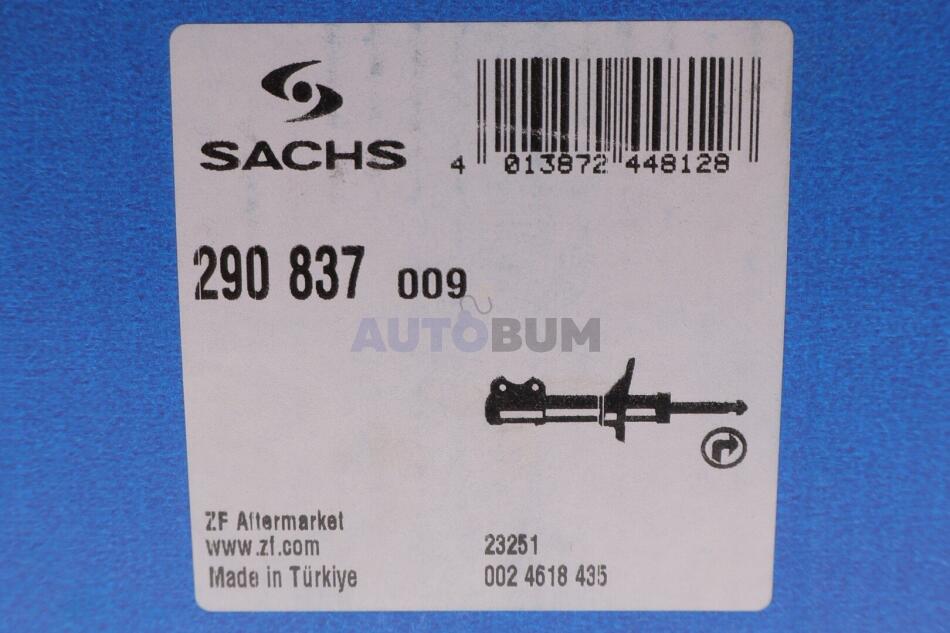 SACHS
4 013872 448128
290 837 009
AUTOBUM
ZF Aftermarket
www.zf.com
Made in Türkiye
23251
002 4618 435